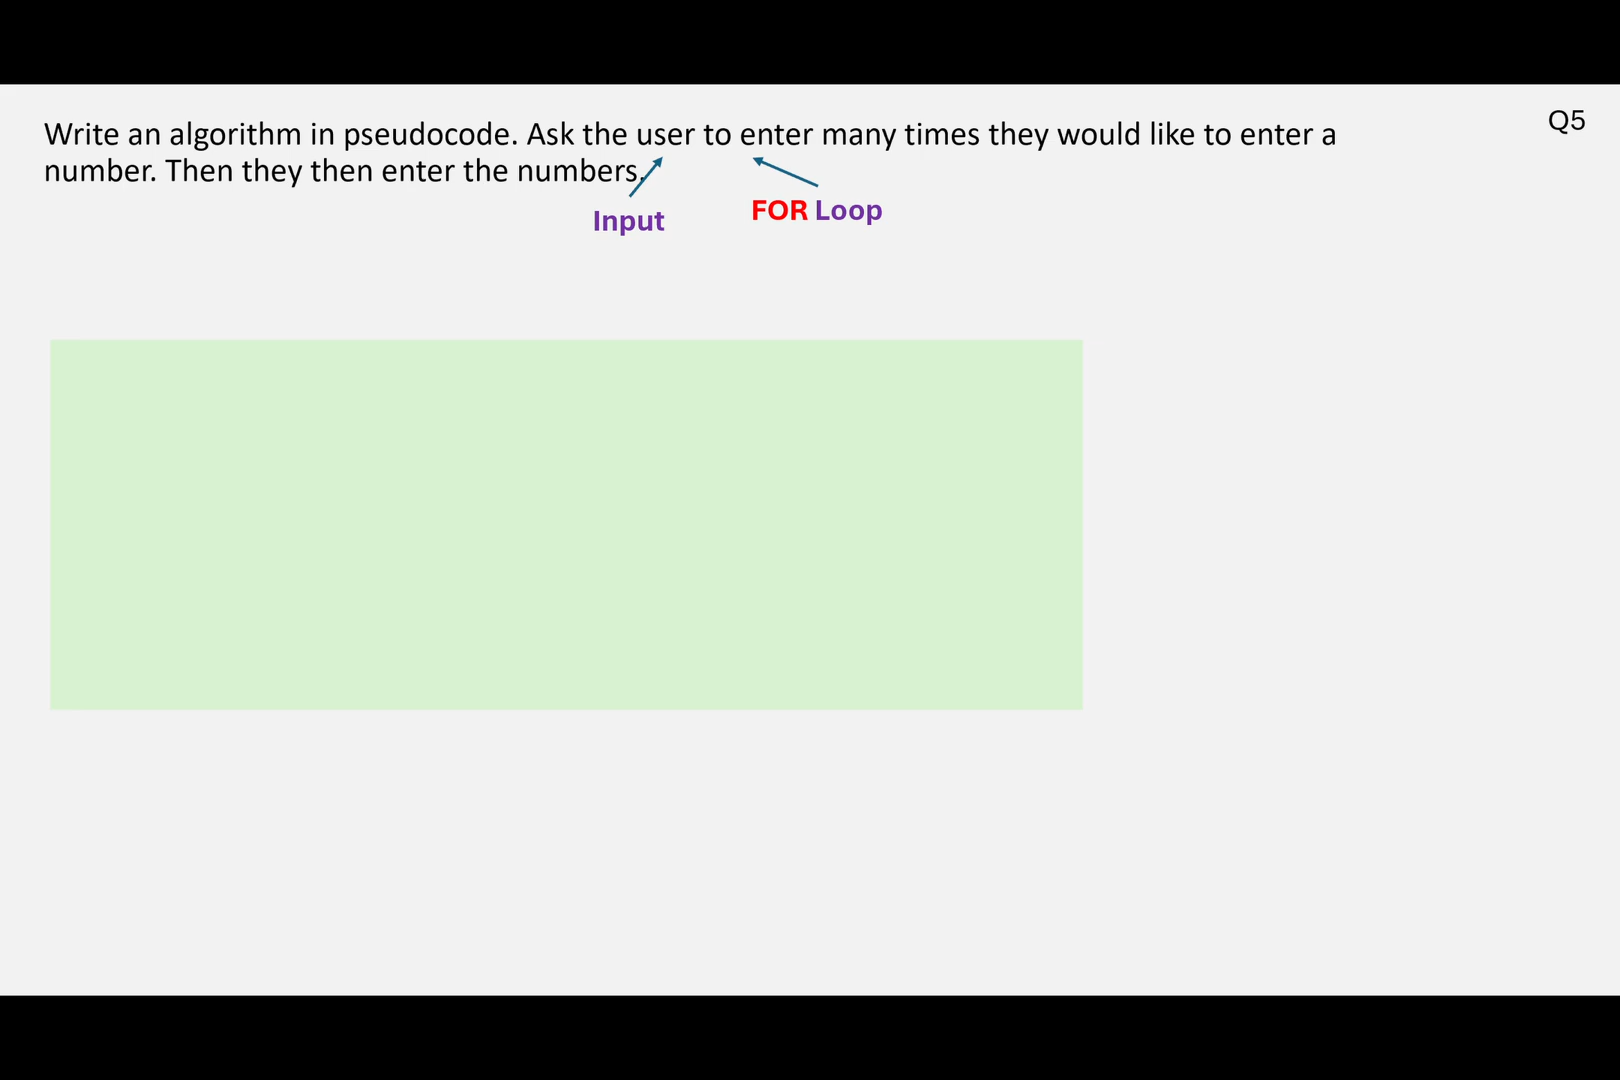 Write an algorithm in pseudocode. Ask the user to enter many times they would like to enter a
number. Then they then enter the numbers.
Q5
Input
FOR Loop